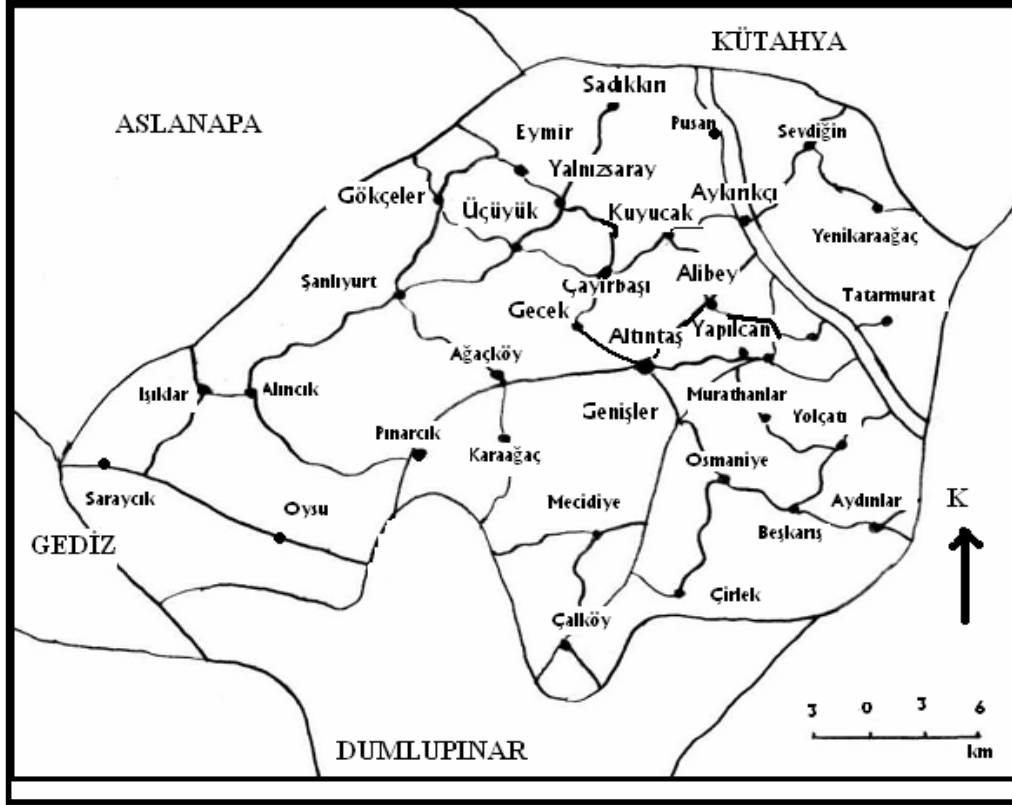 KÜTAHYA
Sadıkkırı
ASLANAPA
Pusan
Eymir
Sevdiğin
Yalnızsaray
Gökçeler
Üçüyük
Aykırıkçı
Kuyucak
Yenikaraağaç
Şanlıyurt
Çayırbaşı
Alibey
Tatarmurat
Gecek
Altıntaş
Yapılcan
Ağaçköy
Işıklar
Alıncık
Murathanlar
Genişler
Yolçatı
Pınarcık
Karaağaç
Osmaniye
Saraycık
Oysu
Mecidiye
Aydınlar
K
Beşkarış
GEDİZ
Çirlek
Çalköy
3 0 3 6
km
DUMLUPINAR